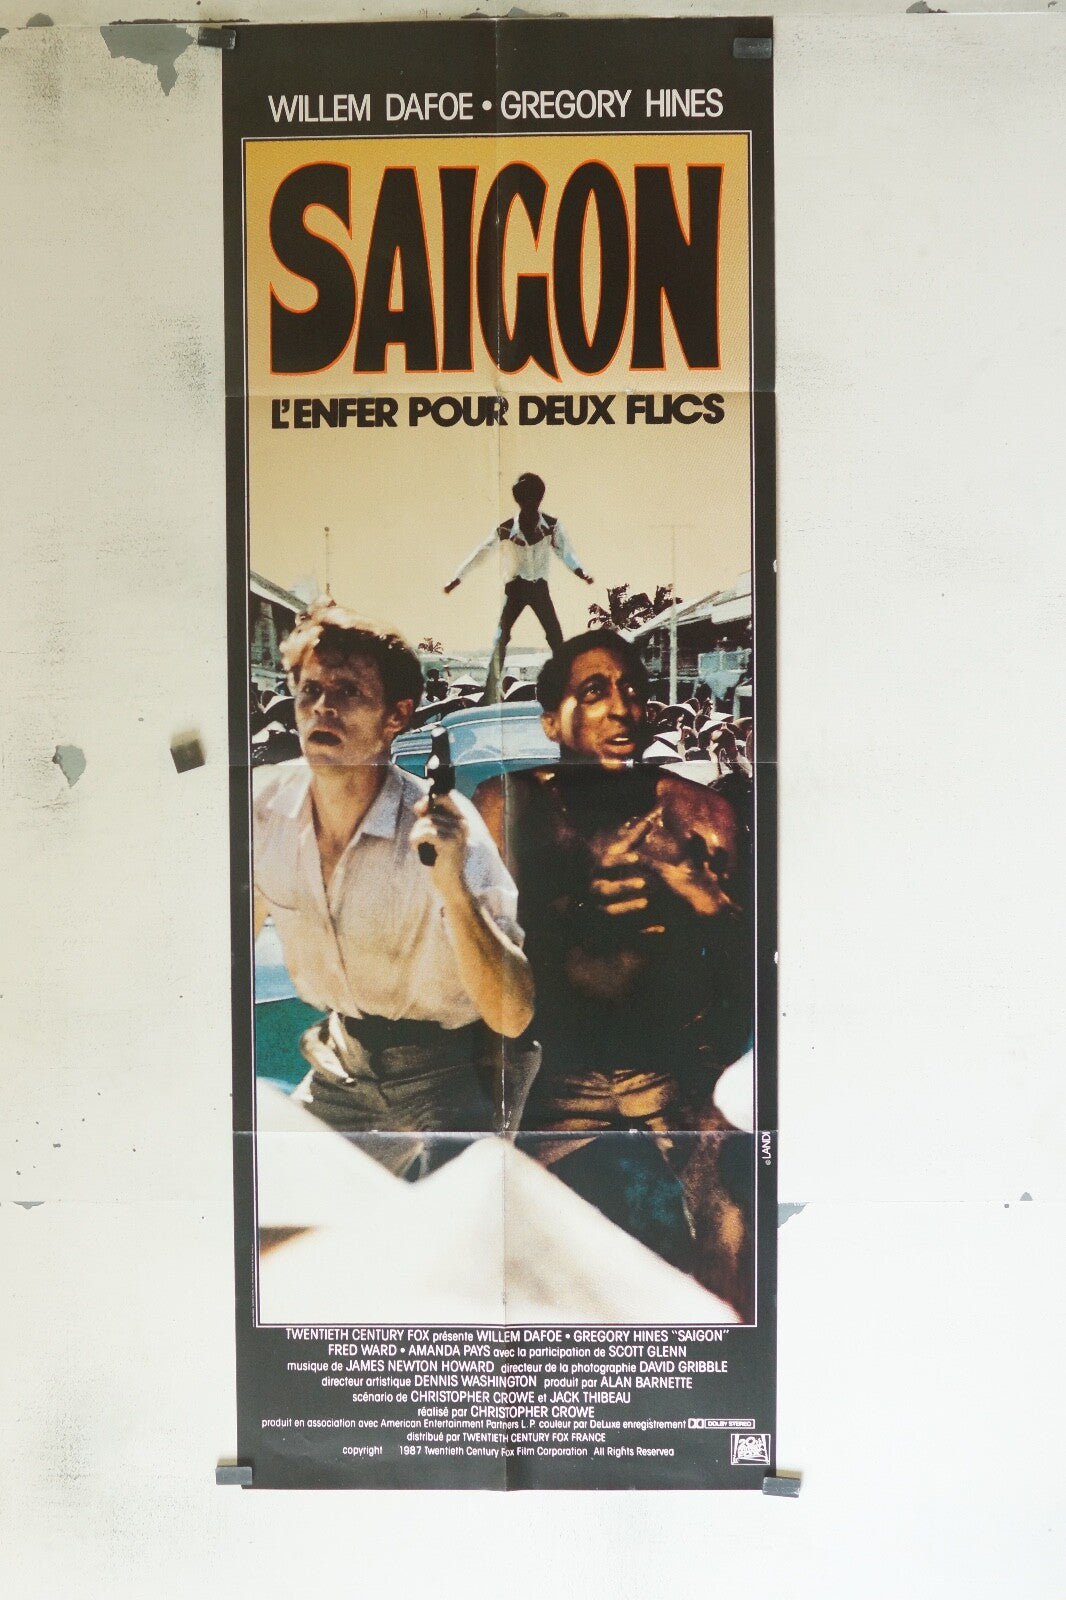 WILLEM DAFOE • GREGORY HINES
SAIGON
L'ENFER POUR DEUX FLICS
© LANDI
TWENTIETH CENTURY FOX présente WILLEM DAFOE • GREGORY HINES "SAIGON"
FRED WARD • AMANDA PAYS avec la participation de SCOTT GLENN
musique de JAMES NEWTON HOWARD directeur de la photographie DAVID GRIBBLE
directeur artistique DENNIS WASHINGTON produit par ALAN BARNETTE
scénario de CHRISTOPHER CROWE et JACK THIBEAU
réalisé par CHRISTOPHER CROWE
produit en association avec American Entertainment Partners L.P. couleur par DeLuxe enregistrement DOLBY STEREO
distribué par TWENTIETH CENTURY FOX FRANCE
copyright 1987 Twentieth Century Fox Film Corporation All Rights Reserved